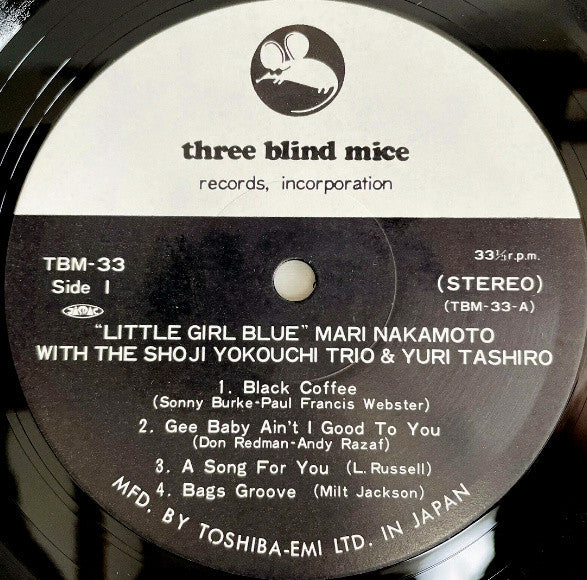 three blind mice
records, incorporation
TBM-33
Side 1
33⅓r.p.m.
(STEREO)
(TBM-33-A)
"LITTLE GIRL BLUE" MARI NAKAMOTO
WITH THE SHOJI YOKOUCHI TRIO & YURI TASHIRO
1. Black Coffee
(Sonny Burke-Paul Francis Webster)
2. Gee Baby Ain't I Good To You
(Don Redman-Andy Razaf)
3. A Song For You (L. Russell)
4. Bags Groove (Milt Jackson)
MFD. BY TOSHIBA-EMI LTD. IN JAPAN